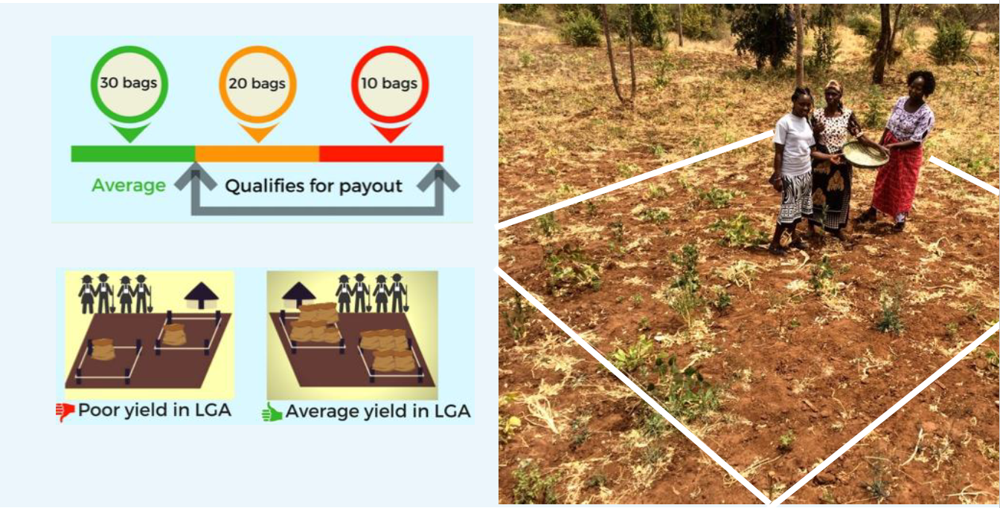 30 bags
20 bags
10 bags
Average
Qualifies for payout
Poor yield in LGA
Average yield in LGA